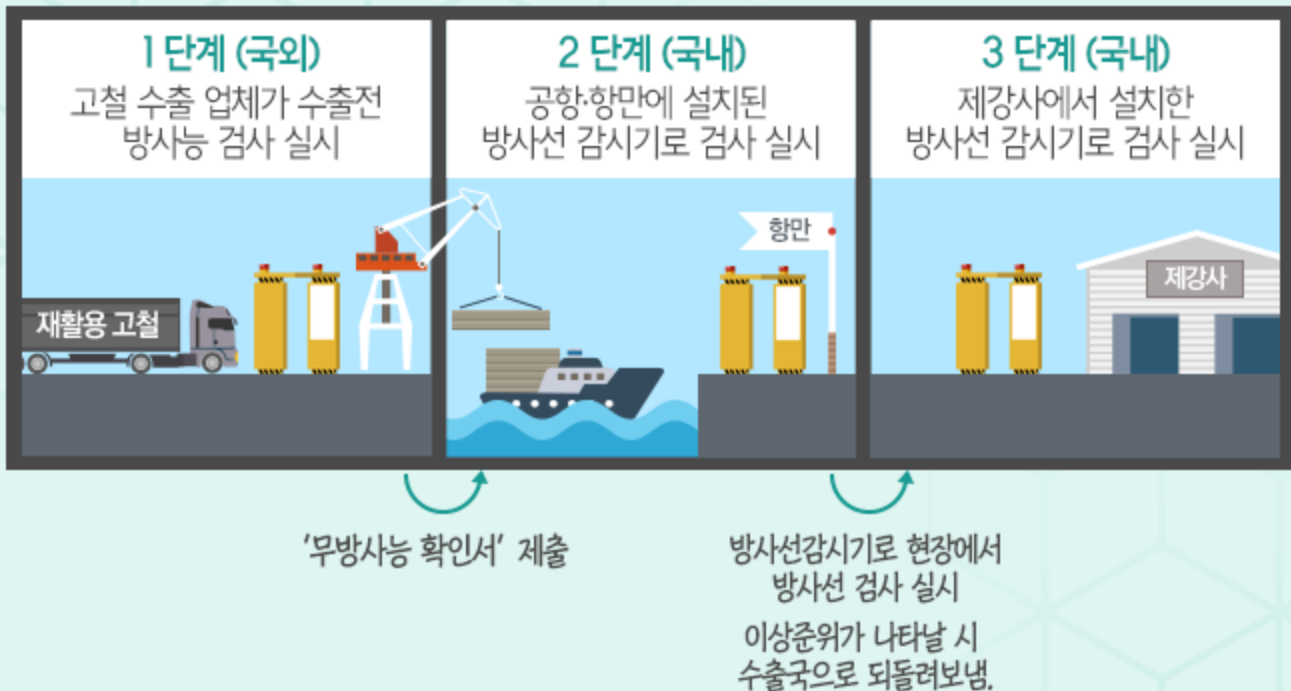 1 단계 (국외)
고철 수출 업체가 수출전
방사능 검사 실시
2 단계 (국내)
공항·항만에 설치된
방사선 감시기로 검사 실시
3 단계 (국내)
제강사에서 설치한
방사선 감시기로 검사 실시
재활용 고철
항만
제강사
'무방사능 확인서' 제출
방사선감시기로 현장에서
방사선 검사 실시
이상준위가 나타날 시
수출국으로 되돌려보냄.